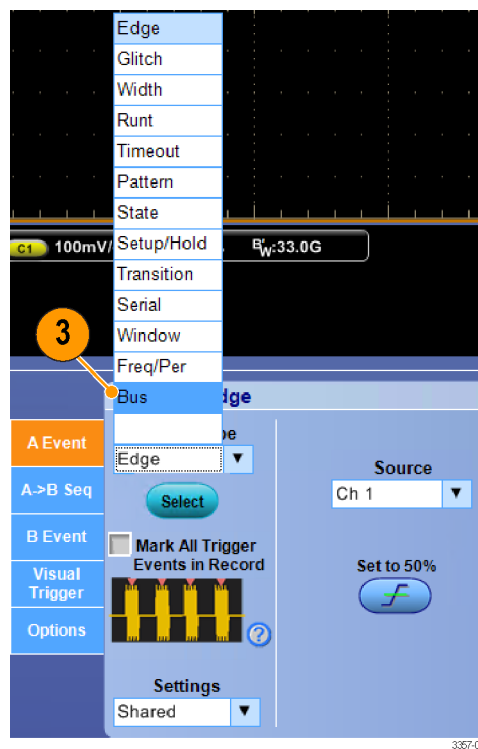 Edge
Glitch
Width
Runt
Timeout
Pattern
State
Setup/Hold
Transition
Serial
Window
Freq/Per
Bus
C1 100mV/
BW:33.0G
3
A Event
A->B Seq
B Event
Visual
Trigger
Options
Edge
Select
Mark All Trigger
Events in Record
Settings
Shared
Source
Ch 1
Set to 50%
?